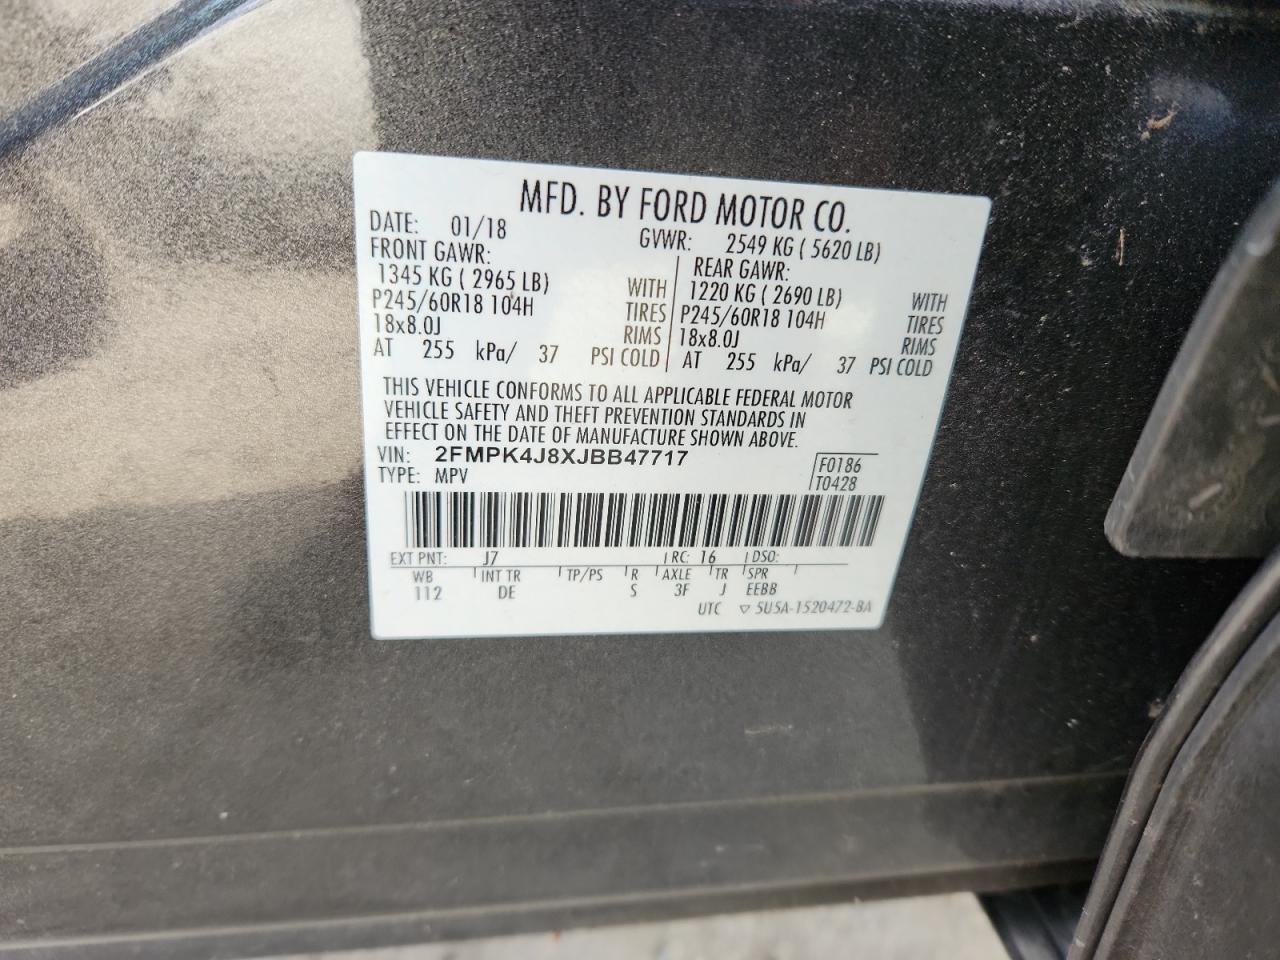 MFD. BY FORD MOTOR CO.
DATE: 01/18 GVWR: 2549 KG ( 5620 LB)
FRONT GAWR: REAR GAWR:
1345 KG ( 2965 LB) WITH 1220 KG ( 2690 LB) WITH
P245/60R18 104H TIRES P245/60R18 104H TIRES
18x8.0J RIMS 18x8.0J RIMS
AT 255 kPa/ 37 PSI COLD AT 255 kPa/ 37 PSI COLD
THIS VEHICLE CONFORMS TO ALL APPLICABLE FEDERAL MOTOR
VEHICLE SAFETY AND THEFT PREVENTION STANDARDS IN
EFFECT ON THE DATE OF MANUFACTURE SHOWN ABOVE.
VIN: 2FMPK4J8XJBB47717 F0186
TYPE: MPV T0428
EXT PNT: J7 RC: 16 DSO:
WB INT TR TP/PS R AXLE TR SPR
112 DE S 3F J EEBB
UTC ▽ 5U5A-1520472-BA